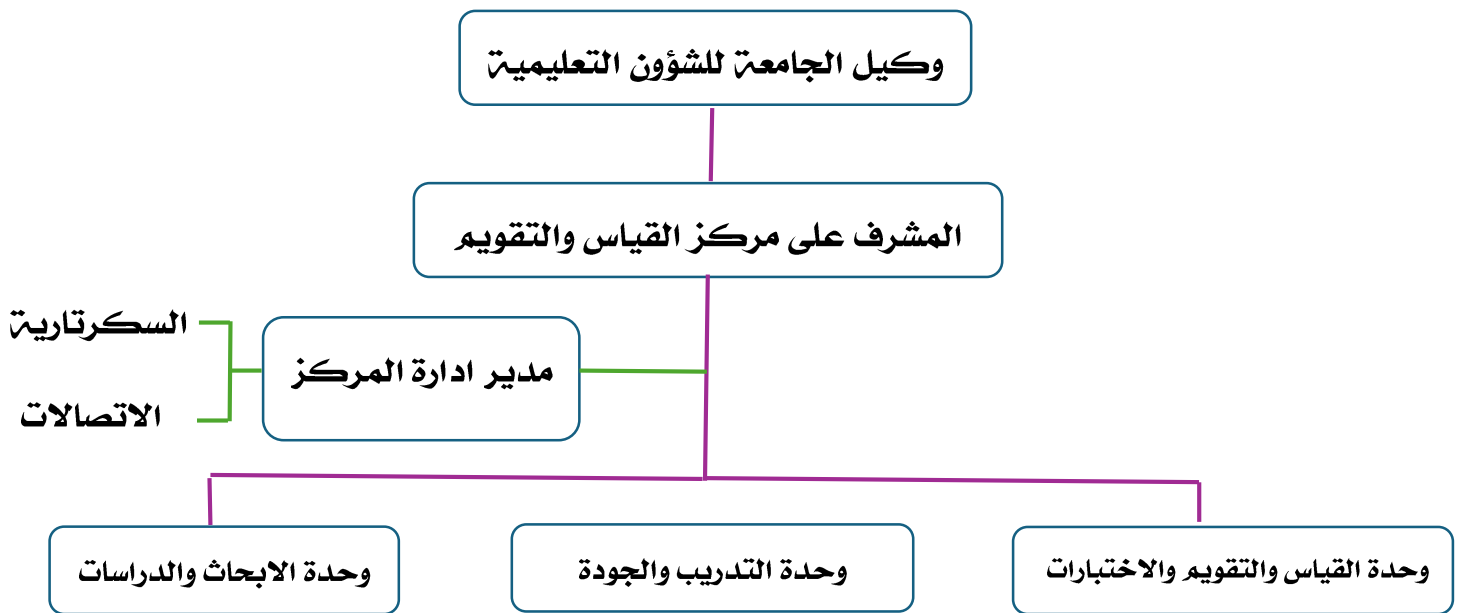 وكيل الجامعة للشؤون التعليمية
المشرف على مركز القياس والتقويم
مدير ادارة المركز
السكرتارية
الاتصالات
وحدة القياس والتقويم والاختبارات
وحدة التدريب والجودة
وحدة الابحاث والدراسات